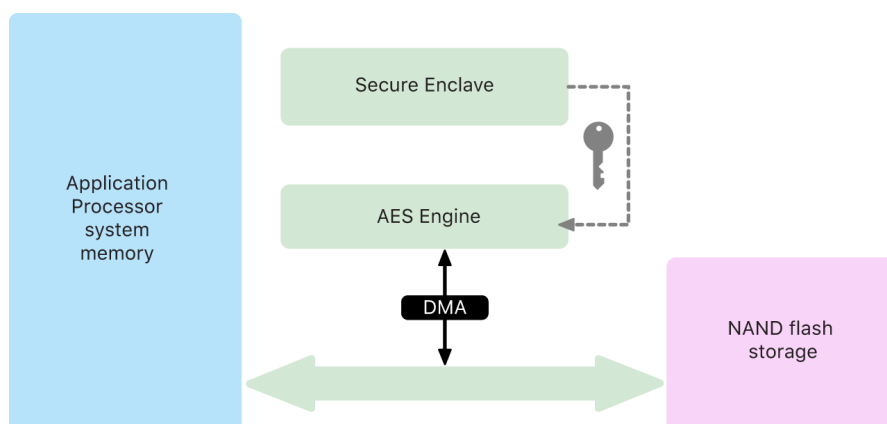 Secure Enclave
Application
Processor
system
memory
AES Engine
DMA
NAND flash
storage